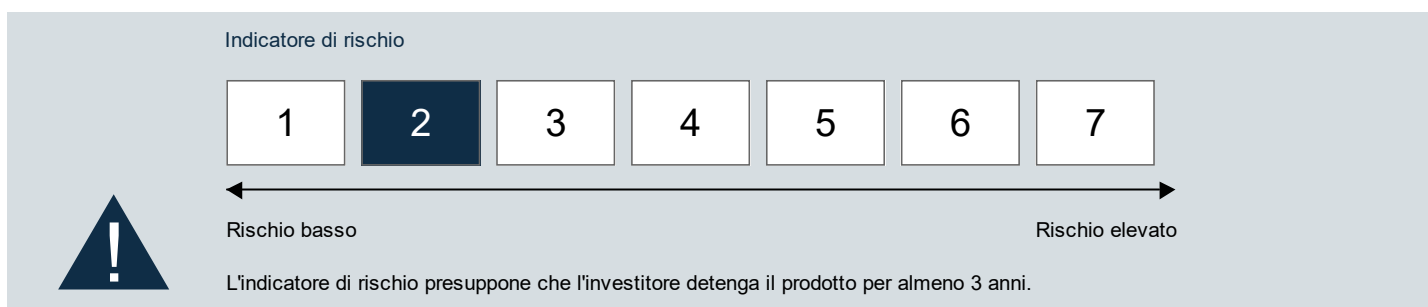 Indicatore di rischio
1 2 3 4 5 6 7
Rischio basso Rischio elevato
!
L'indicatore di rischio presuppone che l'investitore detenga il prodotto per almeno 3 anni.